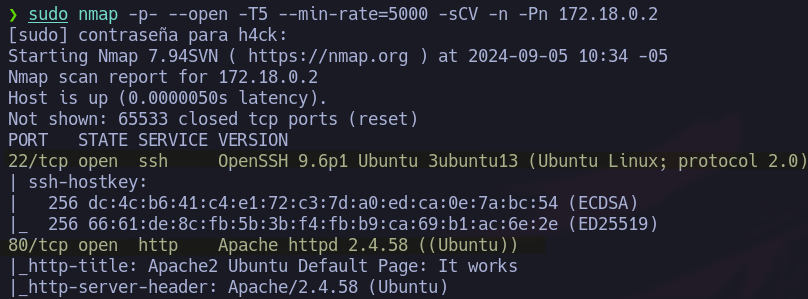 ❯ sudo nmap -p- --open -T5 --min-rate=5000 -sCV -n -Pn 172.18.0.2
[sudo] contraseña para h4ck:
Starting Nmap 7.94SVN ( https://nmap.org ) at 2024-09-05 10:34 -05
Nmap scan report for 172.18.0.2
Host is up (0.0000050s latency).
Not shown: 65533 closed tcp ports (reset)
PORT   STATE SERVICE VERSION
22/tcp open  ssh     OpenSSH 9.6p1 Ubuntu 3ubuntu13 (Ubuntu Linux; protocol 2.0)
| ssh-hostkey:
|   256 dc:4c:b6:41:c4:e1:72:c3:7d:a0:ed:ca:0e:7a:bc:54 (ECDSA)
|_  256 66:61:de:8c:fb:5b:3b:f4:fb:b9:ca:69:b1:ac:6e:2e (ED25519)
80/tcp open  http    Apache httpd 2.4.58 ((Ubuntu))
|_http-title: Apache2 Ubuntu Default Page: It works
|_http-server-header: Apache/2.4.58 (Ubuntu)